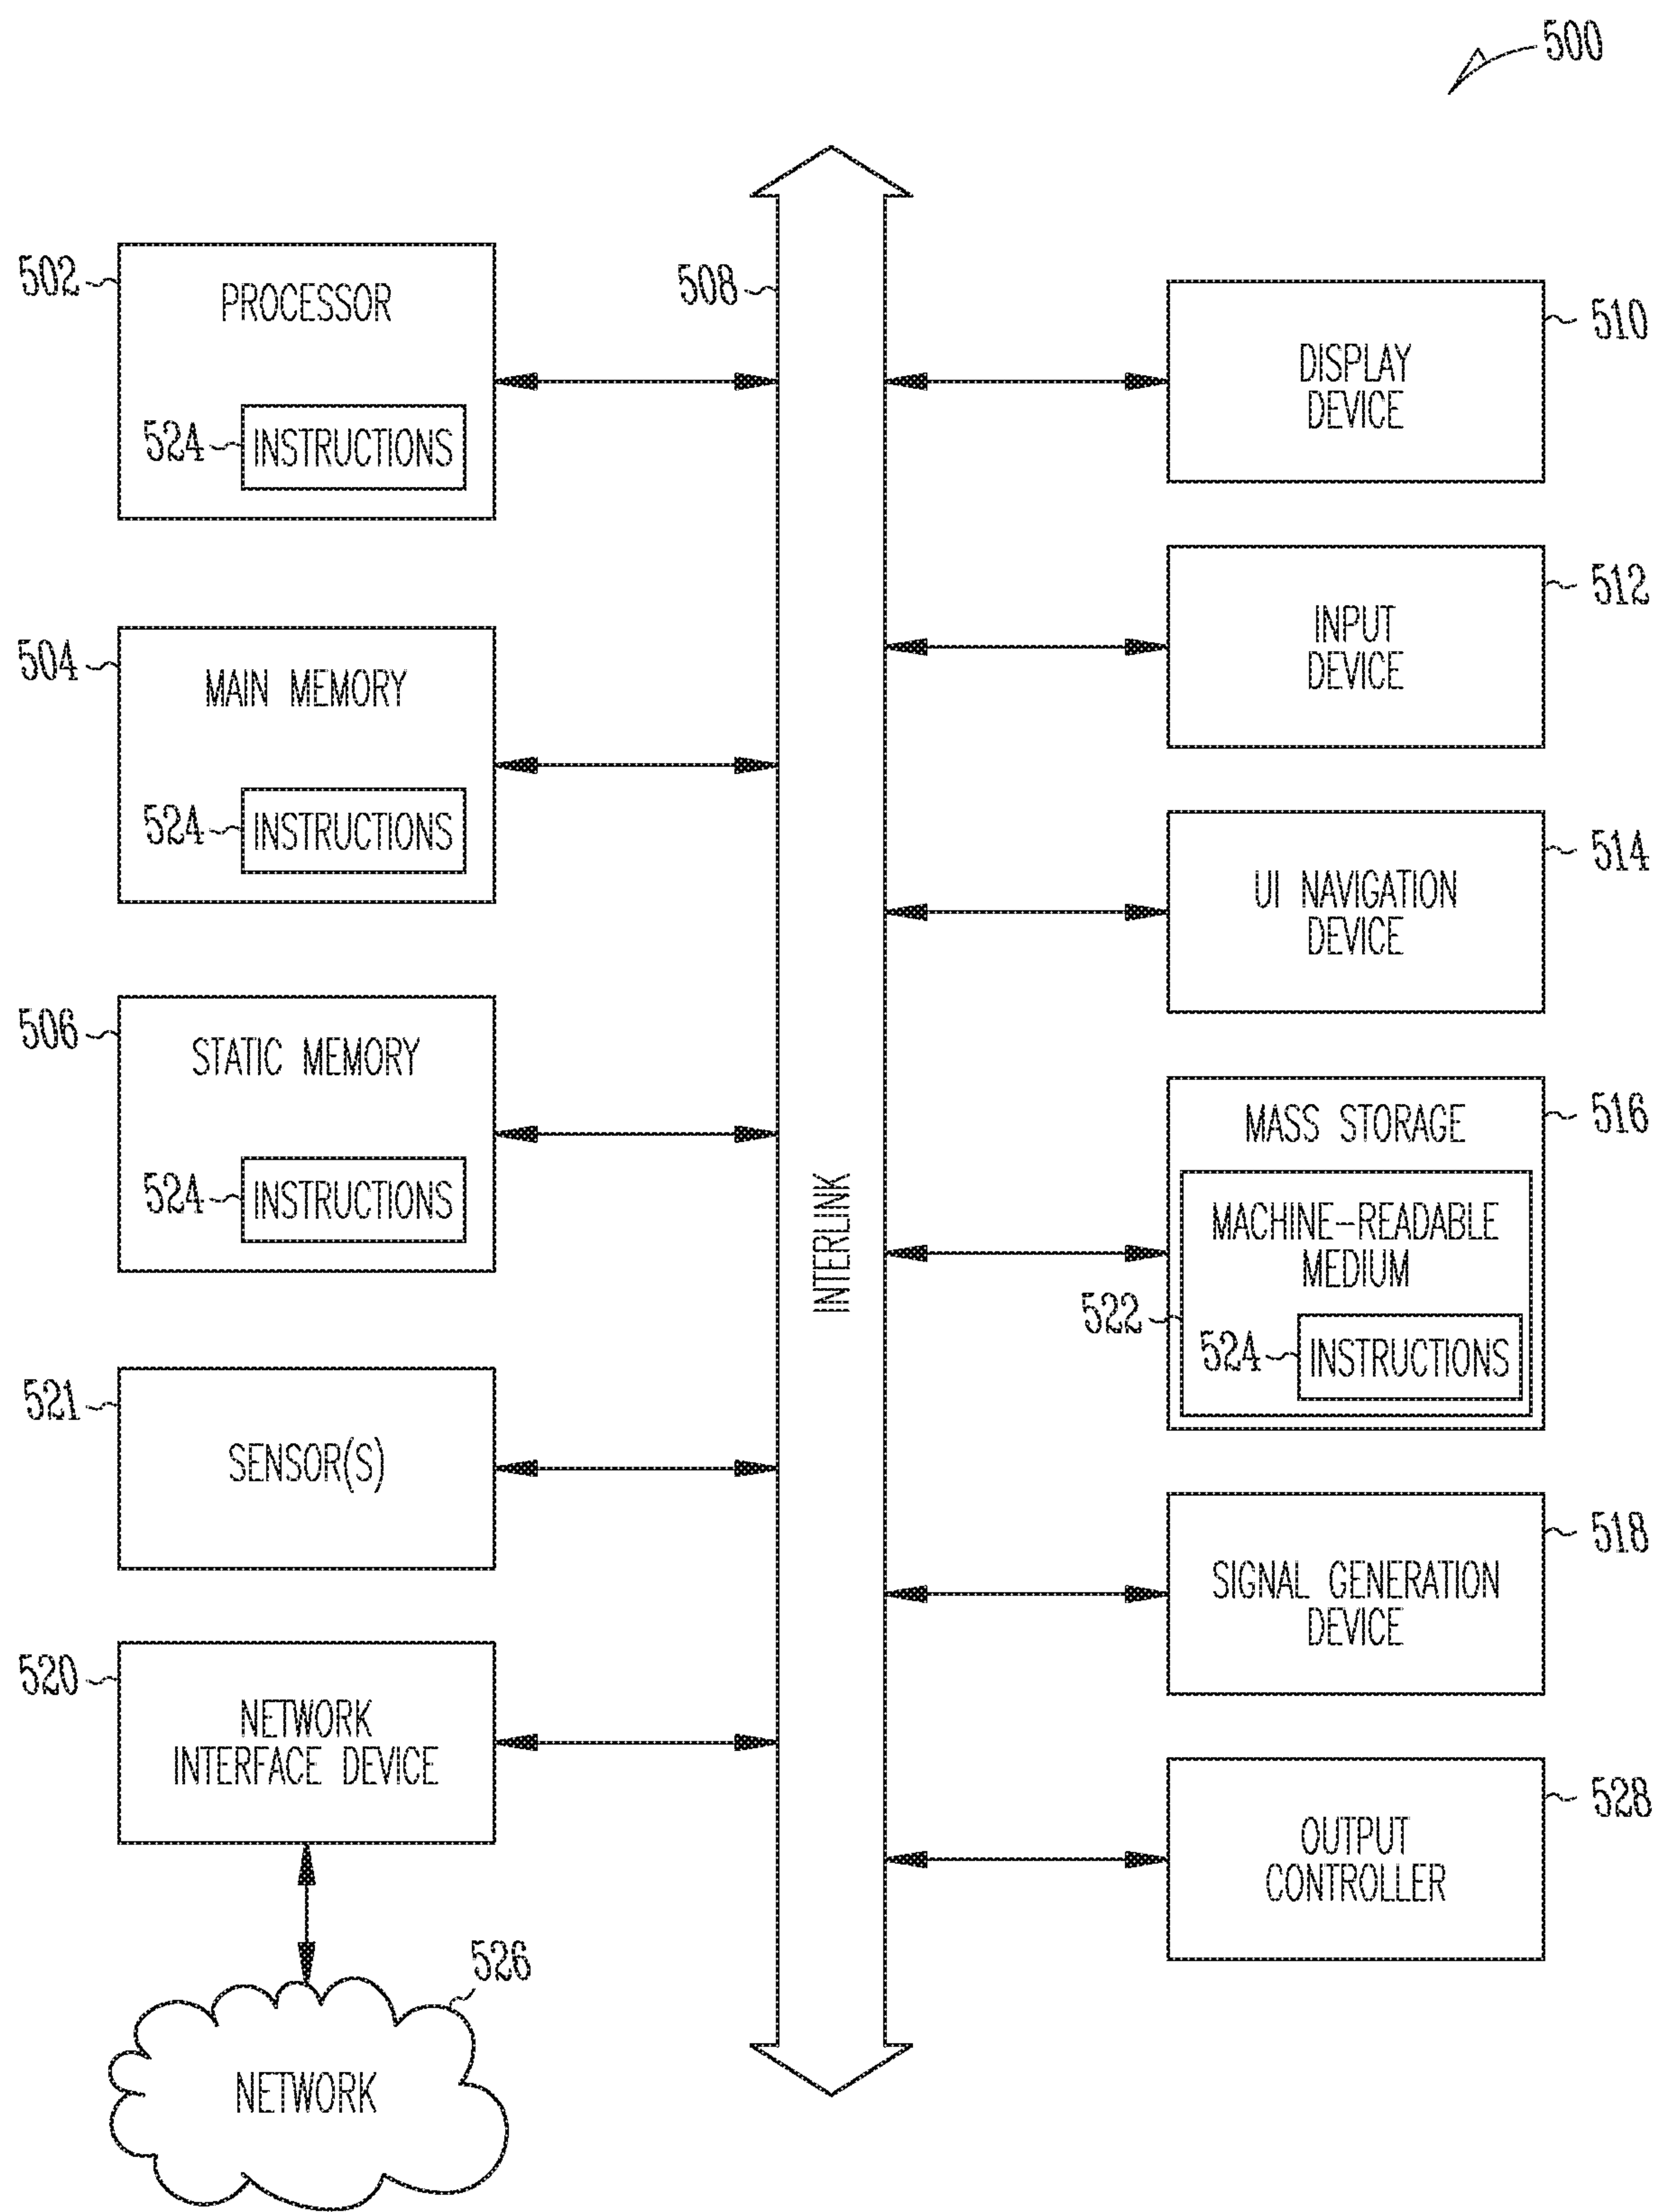 500
502
PROCESSOR
524
INSTRUCTIONS
504
MAIN MEMORY
524
INSTRUCTIONS
506
STATIC MEMORY
524
INSTRUCTIONS
521
SENSOR(S)
520
NETWORK
INTERFACE DEVICE
526
NETWORK
508
INTERLINK
510
DISPLAY
DEVICE
512
INPUT
DEVICE
514
UI NAVIGATION
DEVICE
516
MASS STORAGE
MACHINE-READABLE
MEDIUM
522
524
INSTRUCTIONS
518
SIGNAL GENERATION
DEVICE
528
OUTPUT
CONTROLLER